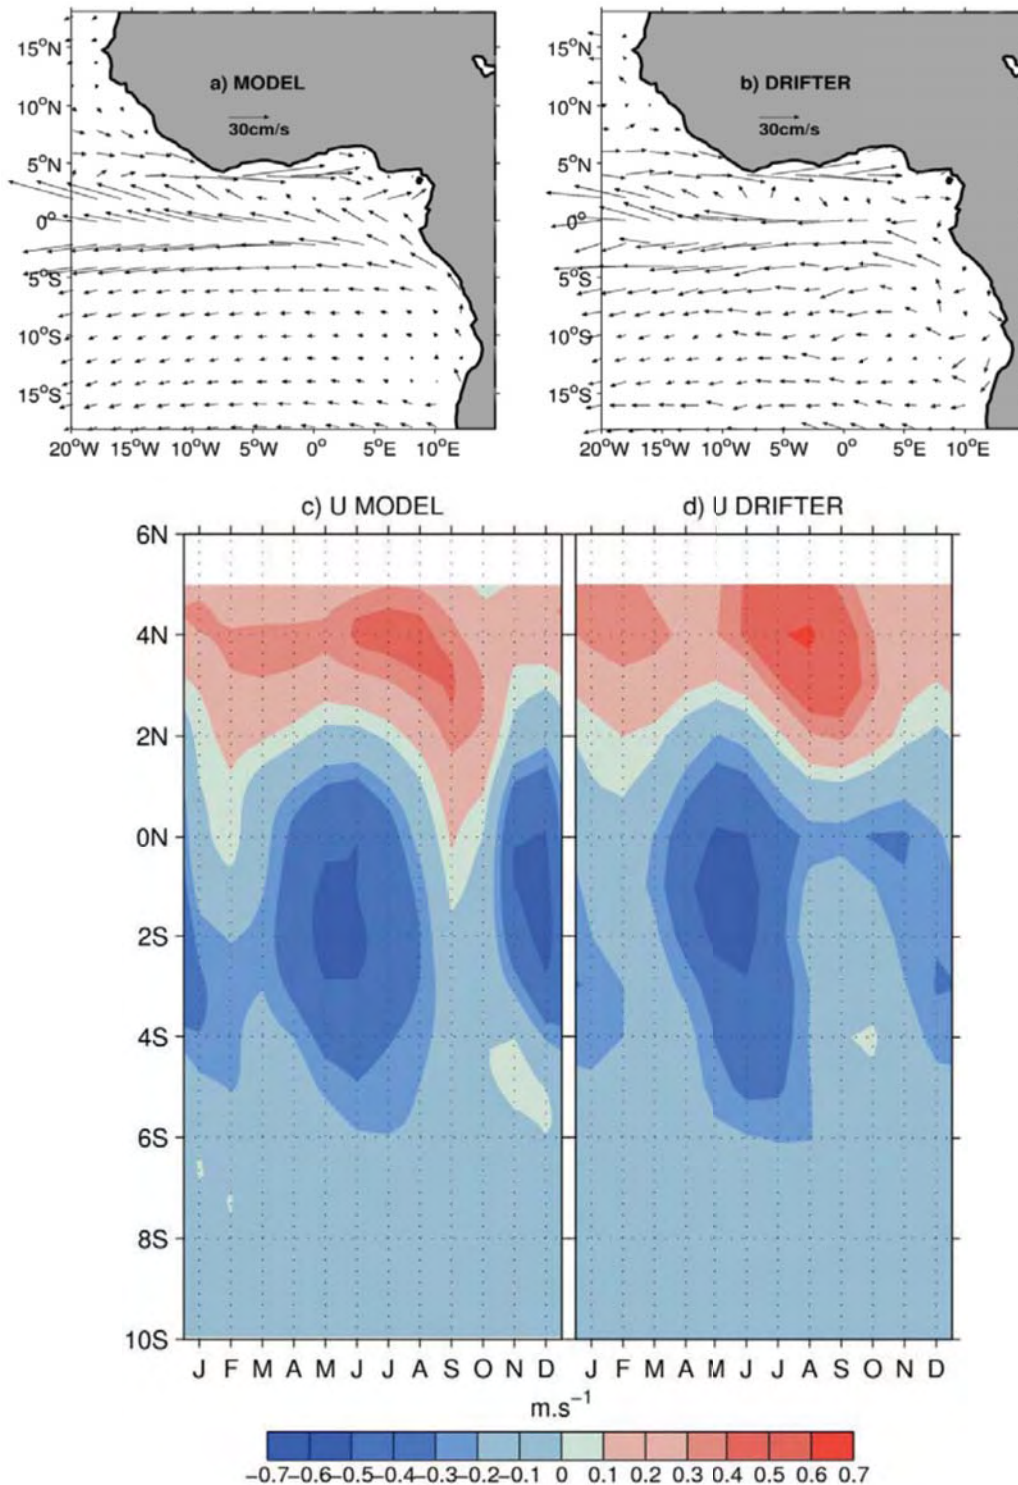 15°N
10°N
5°N
0°
5°S
10°S
15°S
a) MODEL
30cm/s
20°W 15°W 10°W 5°W 0° 5°E 10°E
15°N
10°N
5°N
0°
5°S
10°S
15°S
b) DRIFTER
30cm/s
20°W 15°W 10°W 5°W 0° 5°E 10°E
c) U MODEL
d) U DRIFTER
6N
4N
2N
0N
2S
4S
6S
8S
10S
J F M A M J J A S O N D
J F M A M J J A S O N D
m.s⁻¹
−0.7−0.6−0.5−0.4−0.3−0.2−0.1 0 0.1 0.2 0.3 0.4 0.5 0.6 0.7